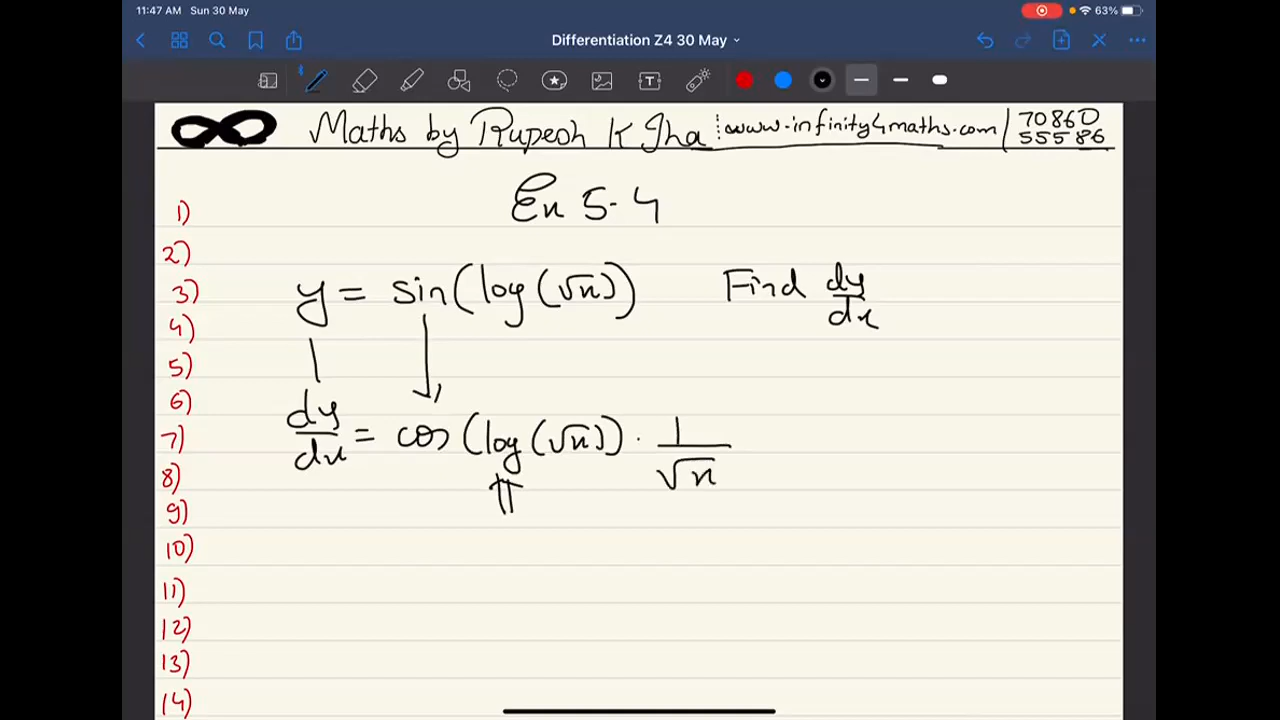 11:47 AM Sun 30 May 63%
Differentiation Z4 30 May
Maths by Rupesh K Jha www.infinity4maths.com 70860 55586
Ex 5.4
1)
2)
3) y = sin(log(√x)) Find dy/dx
4)
5)
6)
7) dy/dx = cos(log(√x)) · 1/√x
8)
9)
10)
11)
12)
13)
14)